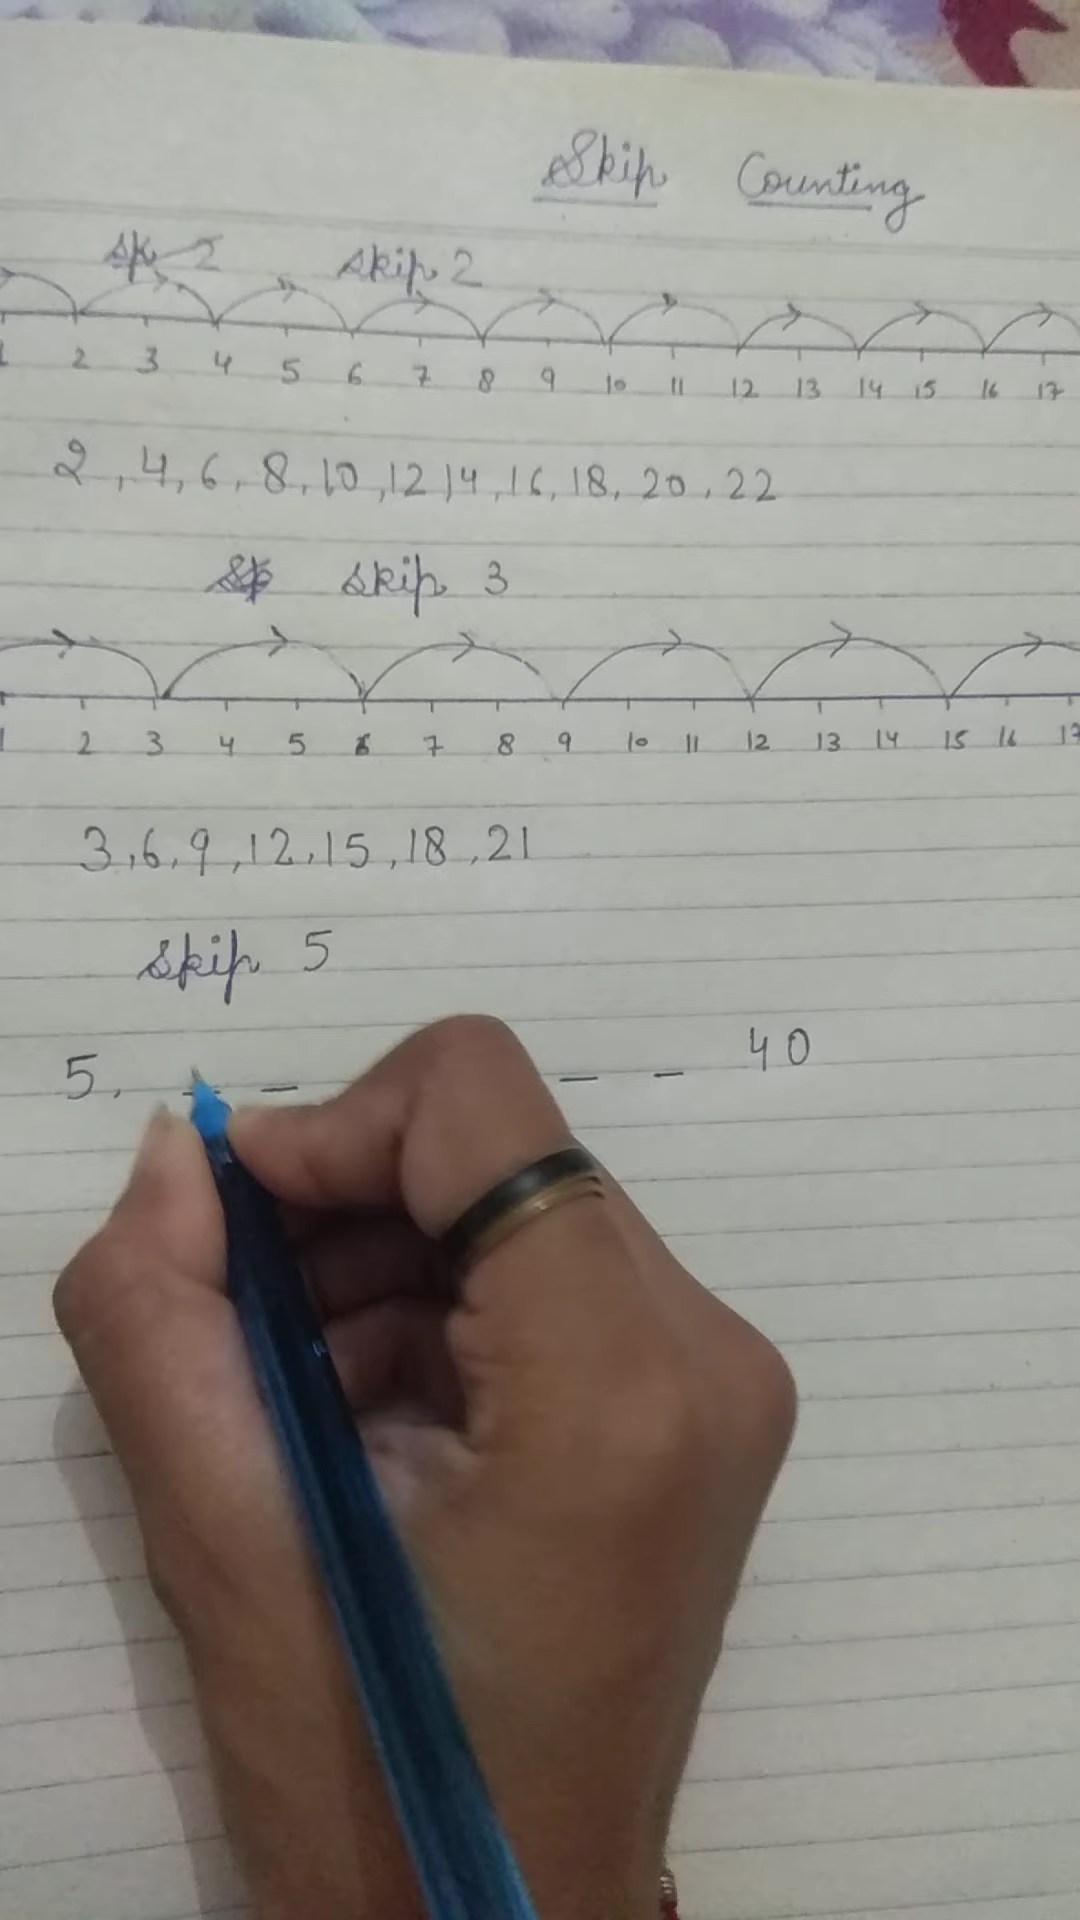 Skip Counting
skip 2
1 2 3 4 5 6 7 8 9 10 11 12 13 14 15 16 17
2, 4, 6, 8, 10, 12 14, 16, 18, 20, 22
skip 3
1 2 3 4 5 6 7 8 9 10 11 12 13 14 15 16 17
3, 6, 9, 12, 15, 18, 21
skip 5
5, _ _ _ _ 40